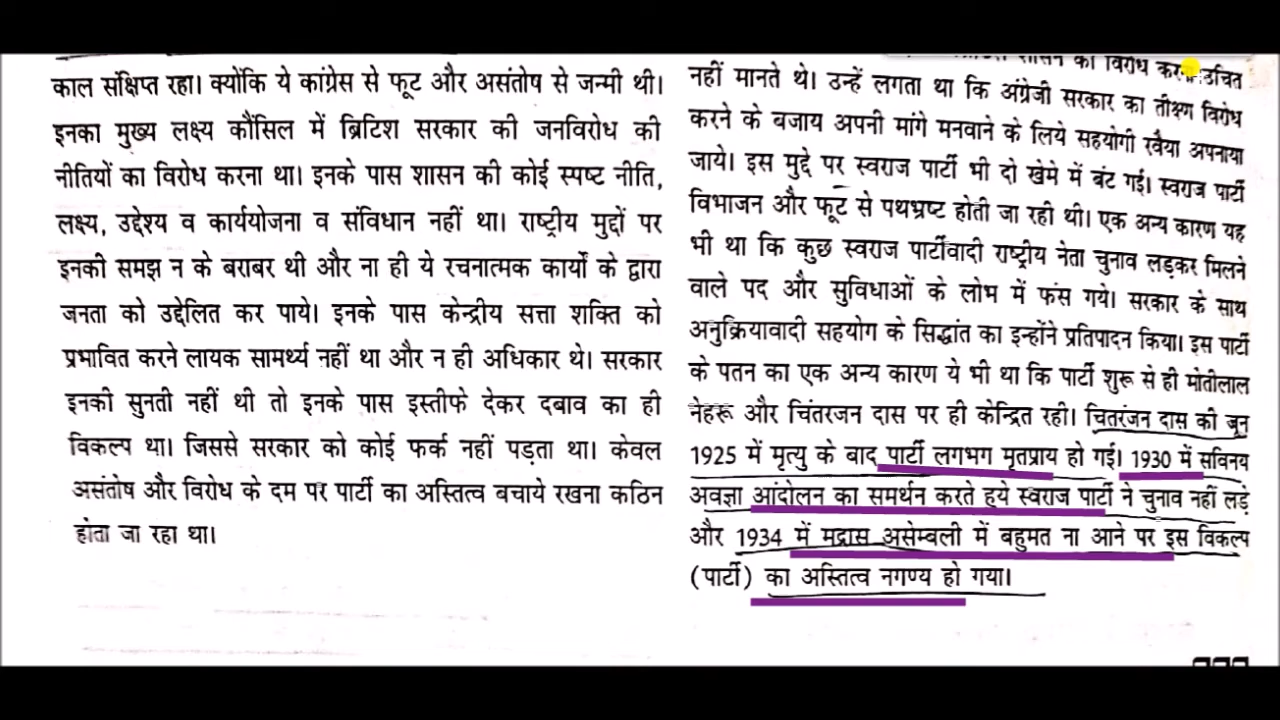 काल संक्षिप्त रहा। क्योंकि ये कांग्रेस से फूट और असंतोष से जन्मी थी।
इनका मुख्य लक्ष्य कौंसिल में ब्रिटिश सरकार की जनविरोध की
नीतियों का विरोध करना था। इनके पास शासन की कोई स्पष्ट नीति,
लक्ष्य, उद्देश्य व कार्ययोजना व संविधान नहीं था। राष्ट्रीय मुद्दों पर
इनकी समझ न के बराबर थी और ना ही ये रचनात्मक कार्यों के द्वारा
जनता को उद्देलित कर पाये। इनके पास केन्द्रीय सत्ता शक्ति को
प्रभावित करने लायक सामर्थ्य नहीं था और न ही अधिकार थे। सरकार
इनकी सुनती नहीं थी तो इनके पास इस्तीफे देकर दबाव का ही
विकल्प था। जिससे सरकार को कोई फर्क नहीं पड़ता था। केवल
असंतोष और विरोध के दम पर पार्टी का अस्तित्व बचाये रखना कठिन
होता जा रहा था।
शासन का विरोध करना उचित
नहीं मानते थे। उन्हें लगता था कि अंग्रेजी सरकार का तीक्ष्ण विरोध
करने के बजाय अपनी मांगे मनवाने के लिये सहयोगी रवैया अपनाया
जाये। इस मुद्दे पर स्वराज पार्टी भी दो खेमे में बंट गई। स्वराज पार्टी
विभाजन और फूट से पथभ्रष्ट होती जा रही थी। एक अन्य कारण यह
भी था कि कुछ स्वराज पार्टीवादी राष्ट्रीय नेता चुनाव लड़कर मिलने
वाले पद और सुविधाओं के लोभ में फंस गये। सरकार के साथ
अनुक्रियावादी सहयोग के सिद्धांत का इन्होंने प्रतिपादन किया। इस पार्टी
के पतन का एक अन्य कारण ये भी था कि पार्टी शुरू से ही मोतीलाल
नेहरू और चिंतरजन दास पर ही केन्द्रित रही। चितरंजन दास की जून
1925 में मृत्यु के बाद पार्टी लगभग मृतप्राय हो गई। 1930 में सविनय
अवज्ञा आंदोलन का समर्थन करते हुये स्वराज पार्टी ने चुनाव नहीं लड़े
और 1934 में मद्रास असेम्बली में बहुमत ना आने पर इस विकल्प
(पार्टी) का अस्तित्व नगण्य हो गया।